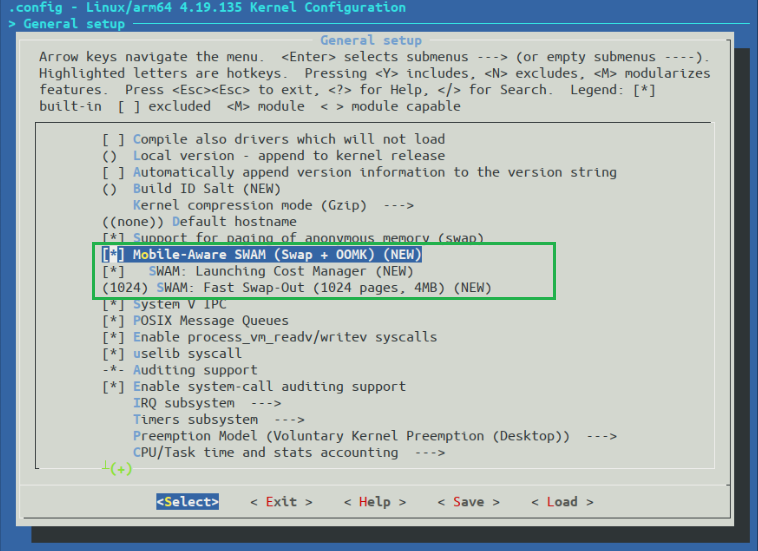 .config - Linux/arm64 4.19.135 Kernel Configuration
> General setup
General setup
Arrow keys navigate the menu.  <Enter> selects submenus ---> (or empty submenus ----).
Highlighted letters are hotkeys.  Pressing <Y> includes, <N> excludes, <M> modularizes
features.  Press <Esc><Esc> to exit, <?> for Help, </> for Search.  Legend: [*]
built-in  [ ] excluded  <M> module  < > module capable
[ ] Compile also drivers which will not load
() Local version - append to kernel release
[ ] Automatically append version information to the version string
() Build ID Salt (NEW)
Kernel compression mode (Gzip)  --->
((none)) Default hostname
[*] Support for paging of anonymous memory (swap)
[*] Mobile-Aware SWAM (Swap + OOMK) (NEW)
[*]   SWAM: Launching Cost Manager (NEW)
(1024) SWAM: Fast Swap-Out (1024 pages, 4MB) (NEW)
[*] System V IPC
[*] POSIX Message Queues
[*] Enable process_vm_readv/writev syscalls
[*] uselib syscall
-*- Auditing support
[*] Enable system-call auditing support
IRQ subsystem  --->
Timers subsystem  --->
Preemption Model (Voluntary Kernel Preemption (Desktop))  --->
CPU/Task time and stats accounting  --->
(+)
<Select>    < Exit >    < Help >    < Save >    < Load >